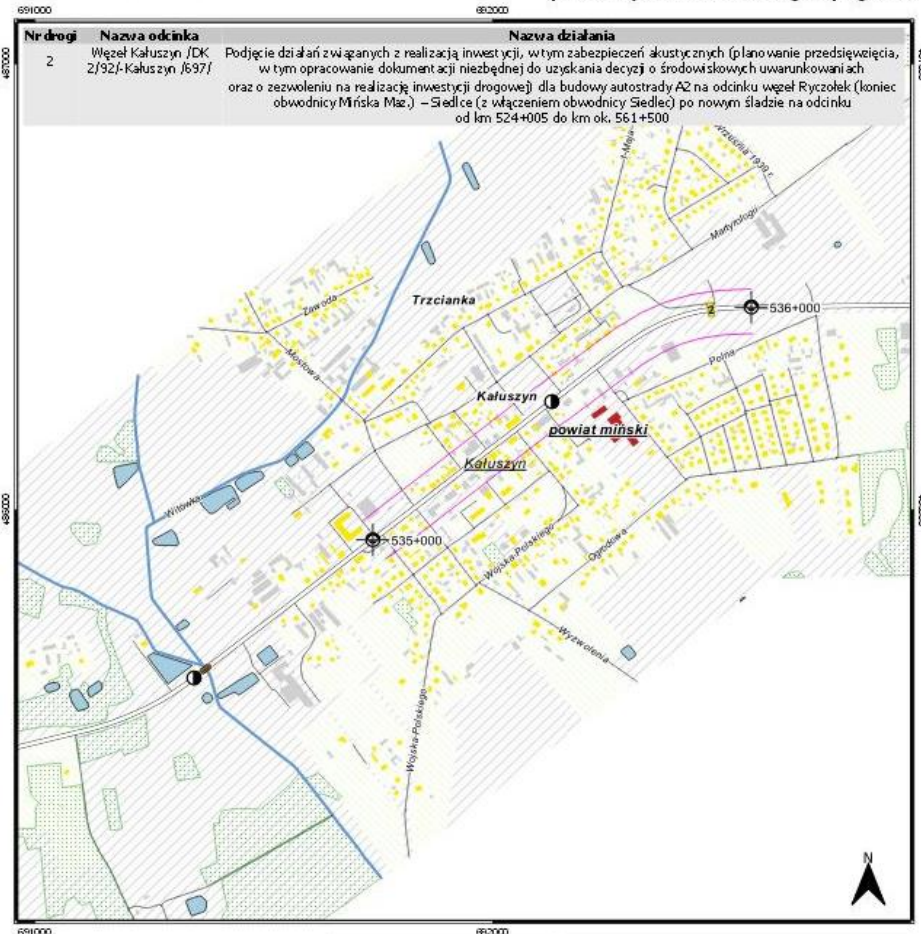 691000 692000
Nr drogi Nazwa odcinka Nazwa działania
2 Węzeł Kałuszyn /DK 2/92/-Kałuszyn /697/
Podjęcie działań związanych z realizacją inwestycji, w tym zabezpieczeń akustycznych (planowanie przedsięwzięcia,
w tym opracowanie dokumentacji niezbędnej do uzyskania decyzji o środowiskowych uwarunkowaniach
oraz o zezwoleniu na realizację inwestycji drogowej) dla budowy autostrady A2 na odcinku węzeł Ryczołek (koniec
obwodnicy Mińska Maz.) – Siedlce (z włączeniem obwodnicy Siedlec) po nowym śladzie na odcinku
od km 524+005 do km ok. 561+500
487000
1-Maja
Września 1939 r.
Martyrologii
Trzcianka
Zawoda
2
536+000
Mostowa
Polna
Kałuszyn
powiat miński
Kałuszyn
486000
Witówka
535+000
Wojska Polskiego
Ogrodowa
Wyzwolenia
Wojska Polskiego
N
691000 692000